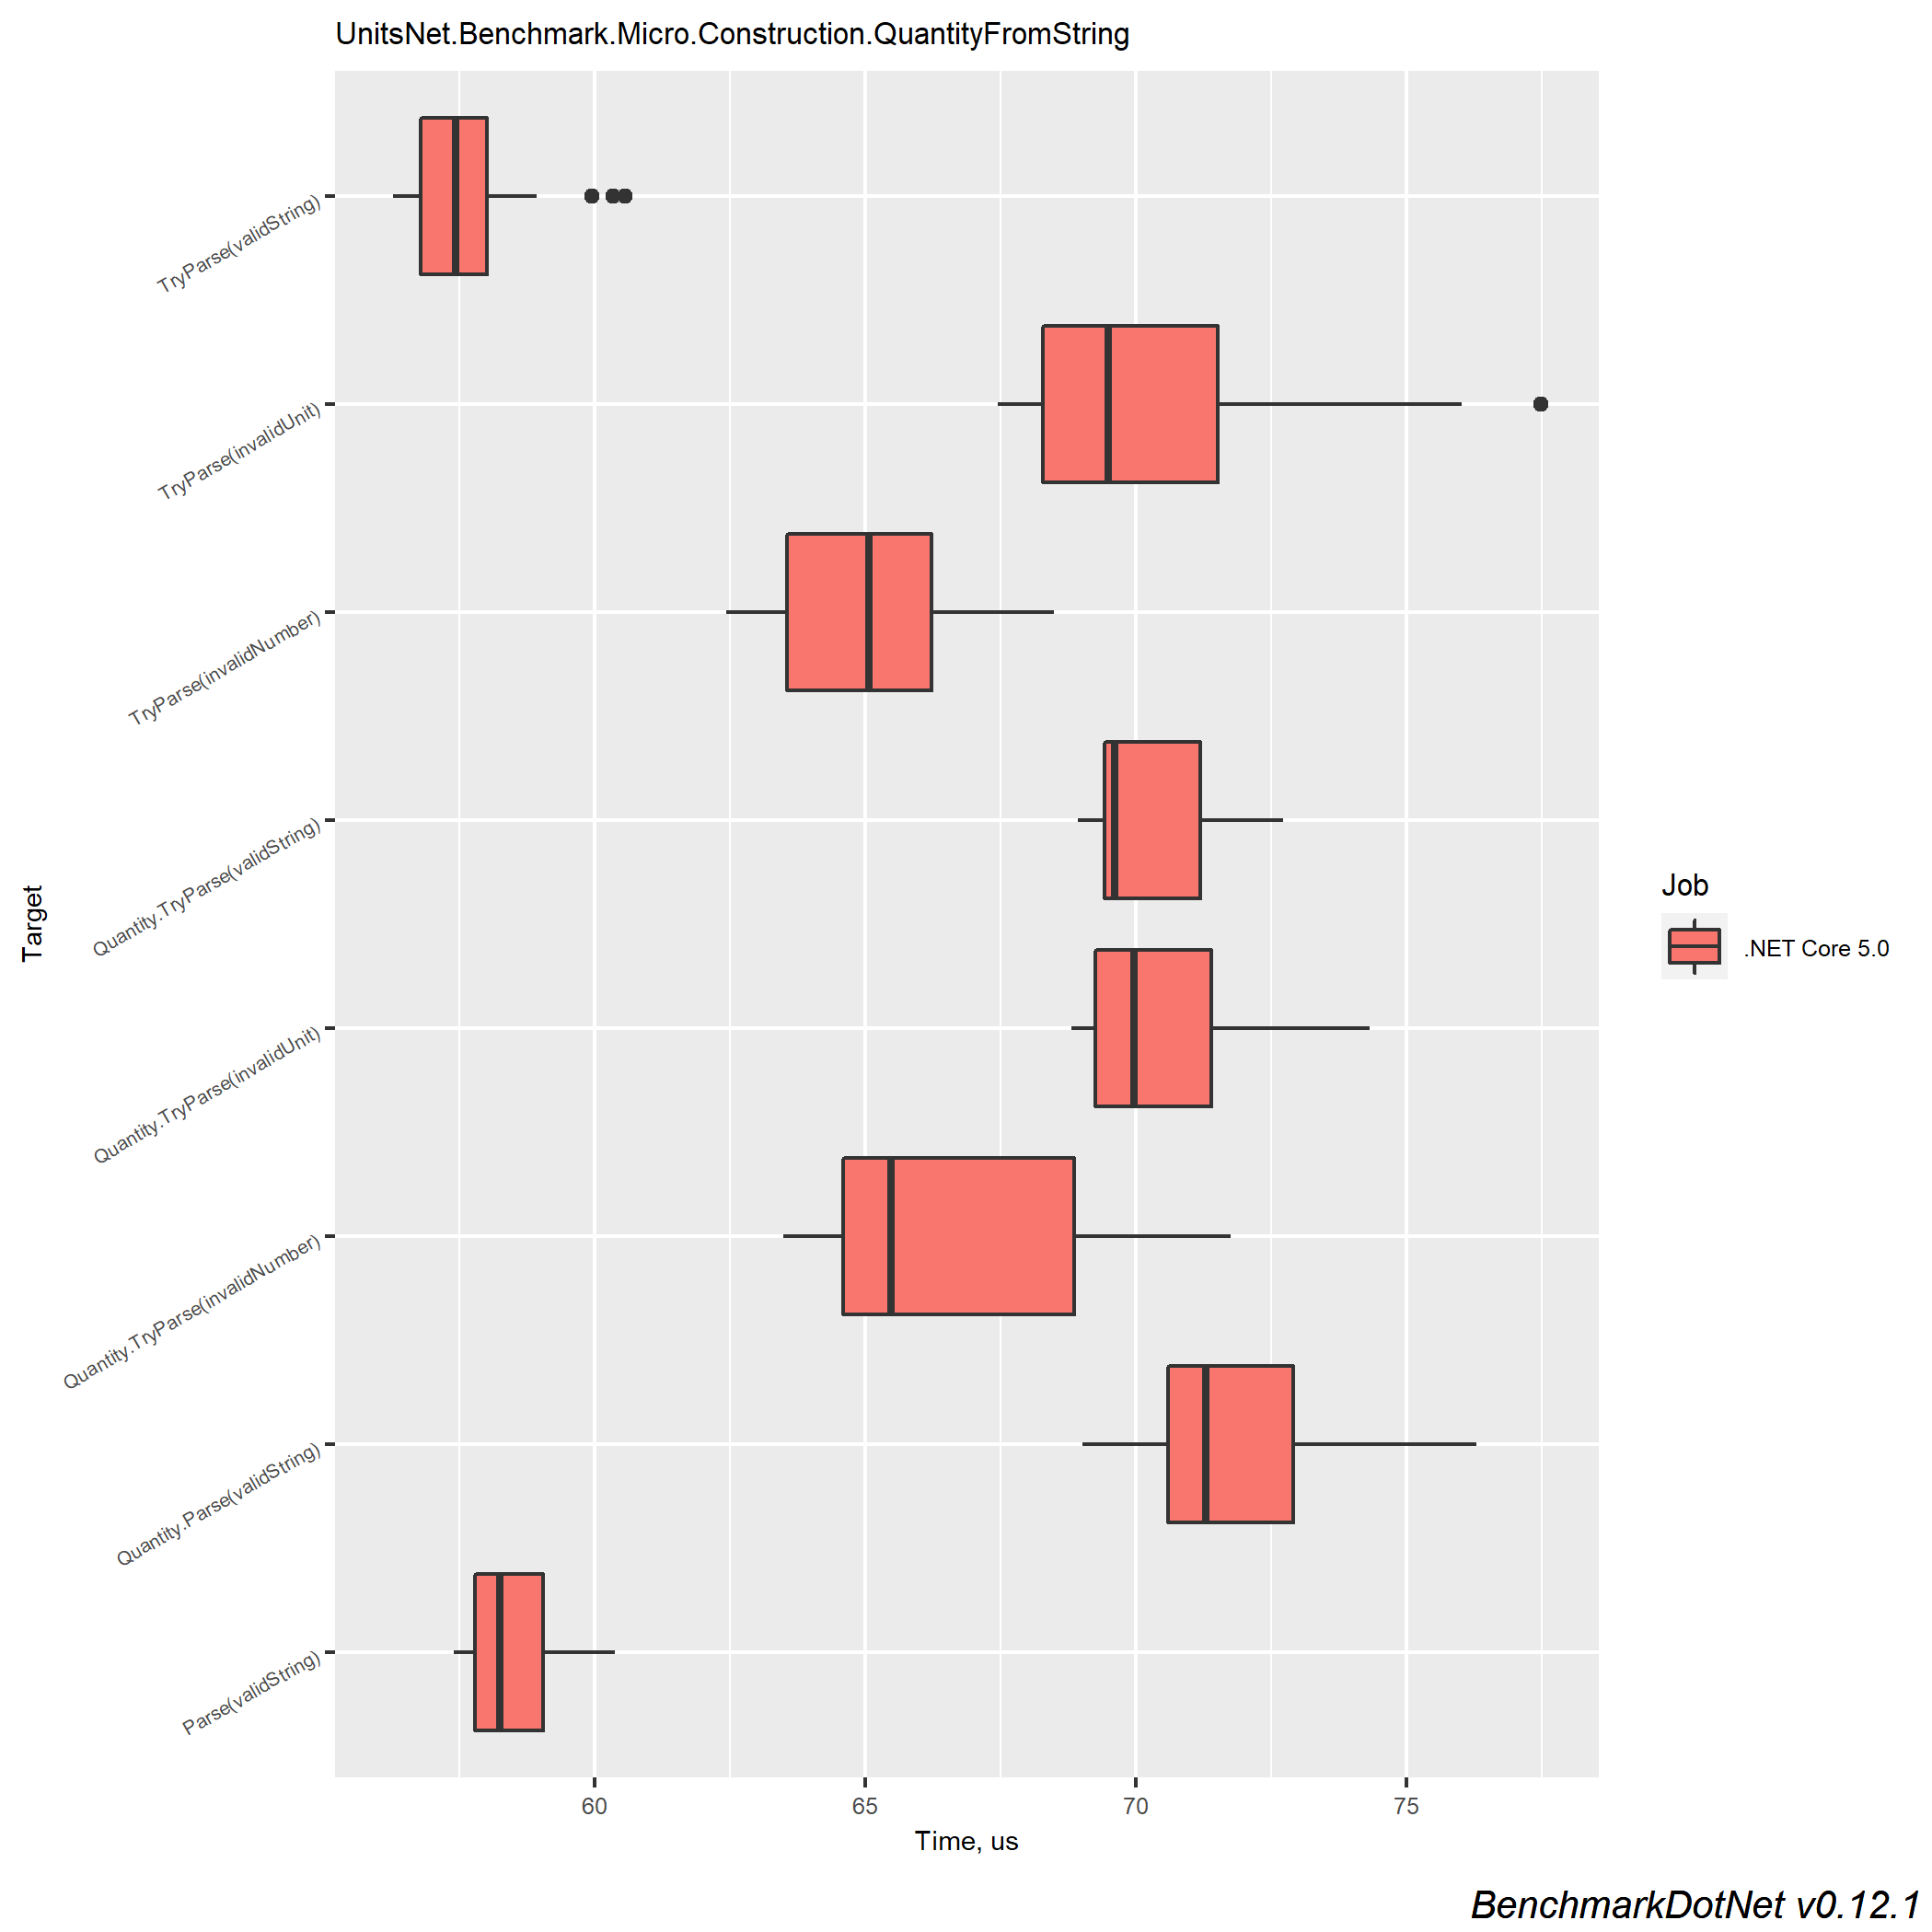 UnitsNet.Benchmark.Micro.Construction.QuantityFromString
TryParse(validString)
TryParse(invalidUnit)
TryParse(invalidNumber)
Quantity.TryParse(validString)
Quantity.TryParse(invalidUnit)
Quantity.TryParse(invalidNumber)
Quantity.Parse(validString)
Parse(validString)
Target
60 65 70 75
Time, us
Job
.NET Core 5.0
BenchmarkDotNet v0.12.1